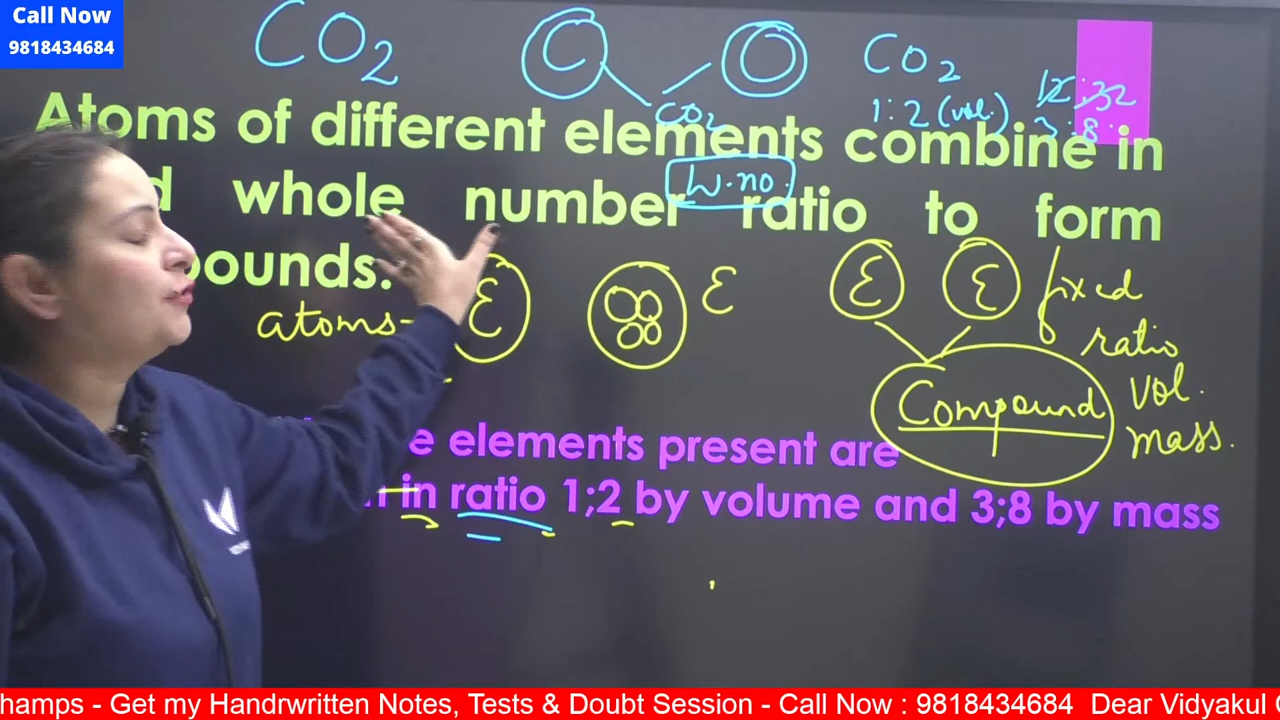 Call Now
9818434684
CO2
C O
CO2
CO2
1:2 (vol.)
12:32
3:8
Atoms of different elements combine in
whole number ratio to form
W.no.
atoms-
E
E
E E
fixed
ratio
vol.
mass.
Compound
elements present are
in ratio 1;2 by volume and 3;8 by mass
hamps - Get my Handrwritten Notes, Tests & Doubt Session - Call Now : 9818434684 Dear Vidyakul